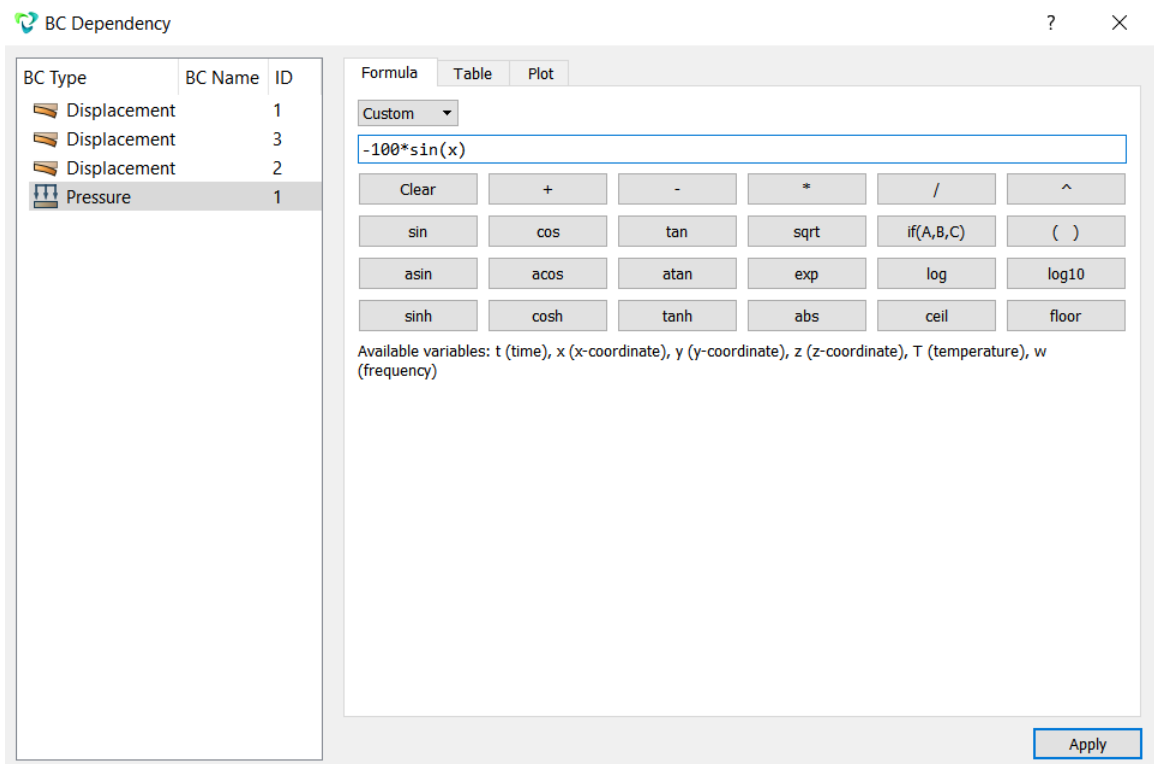 BC Dependency
?
BC Type BC Name ID
Displacement 1
Displacement 3
Displacement 2
Pressure 1
Formula Table Plot
Custom
-100*sin(x)
Clear + - * / ^
sin cos tan sqrt if(A,B,C) ( )
asin acos atan exp log log10
sinh cosh tanh abs ceil floor
Available variables: t (time), x (x-coordinate), y (y-coordinate), z (z-coordinate), T (temperature), w
(frequency)
Apply